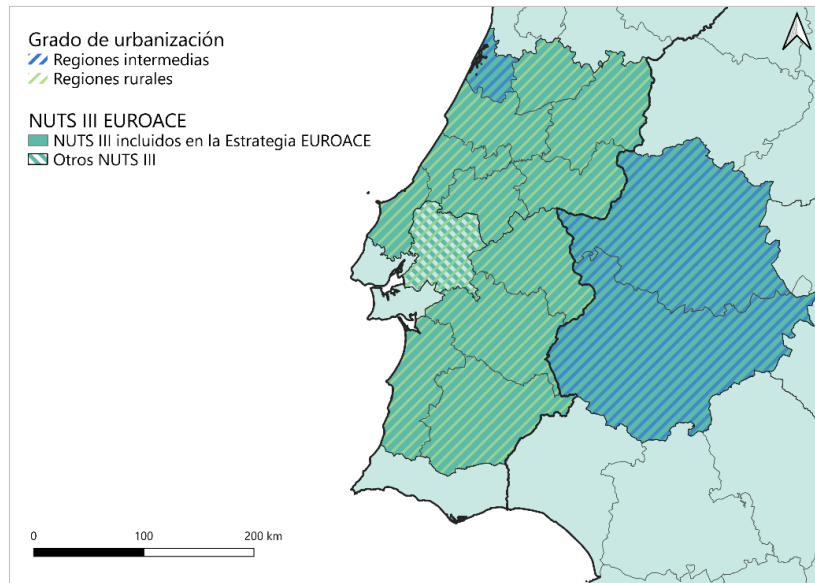 Grado de urbanización
Regiones intermedias
Regiones rurales
NUTS III EUROACE
NUTS III incluidos en la Estrategia EUROACE
Otros NUTS III
0 100 200 km